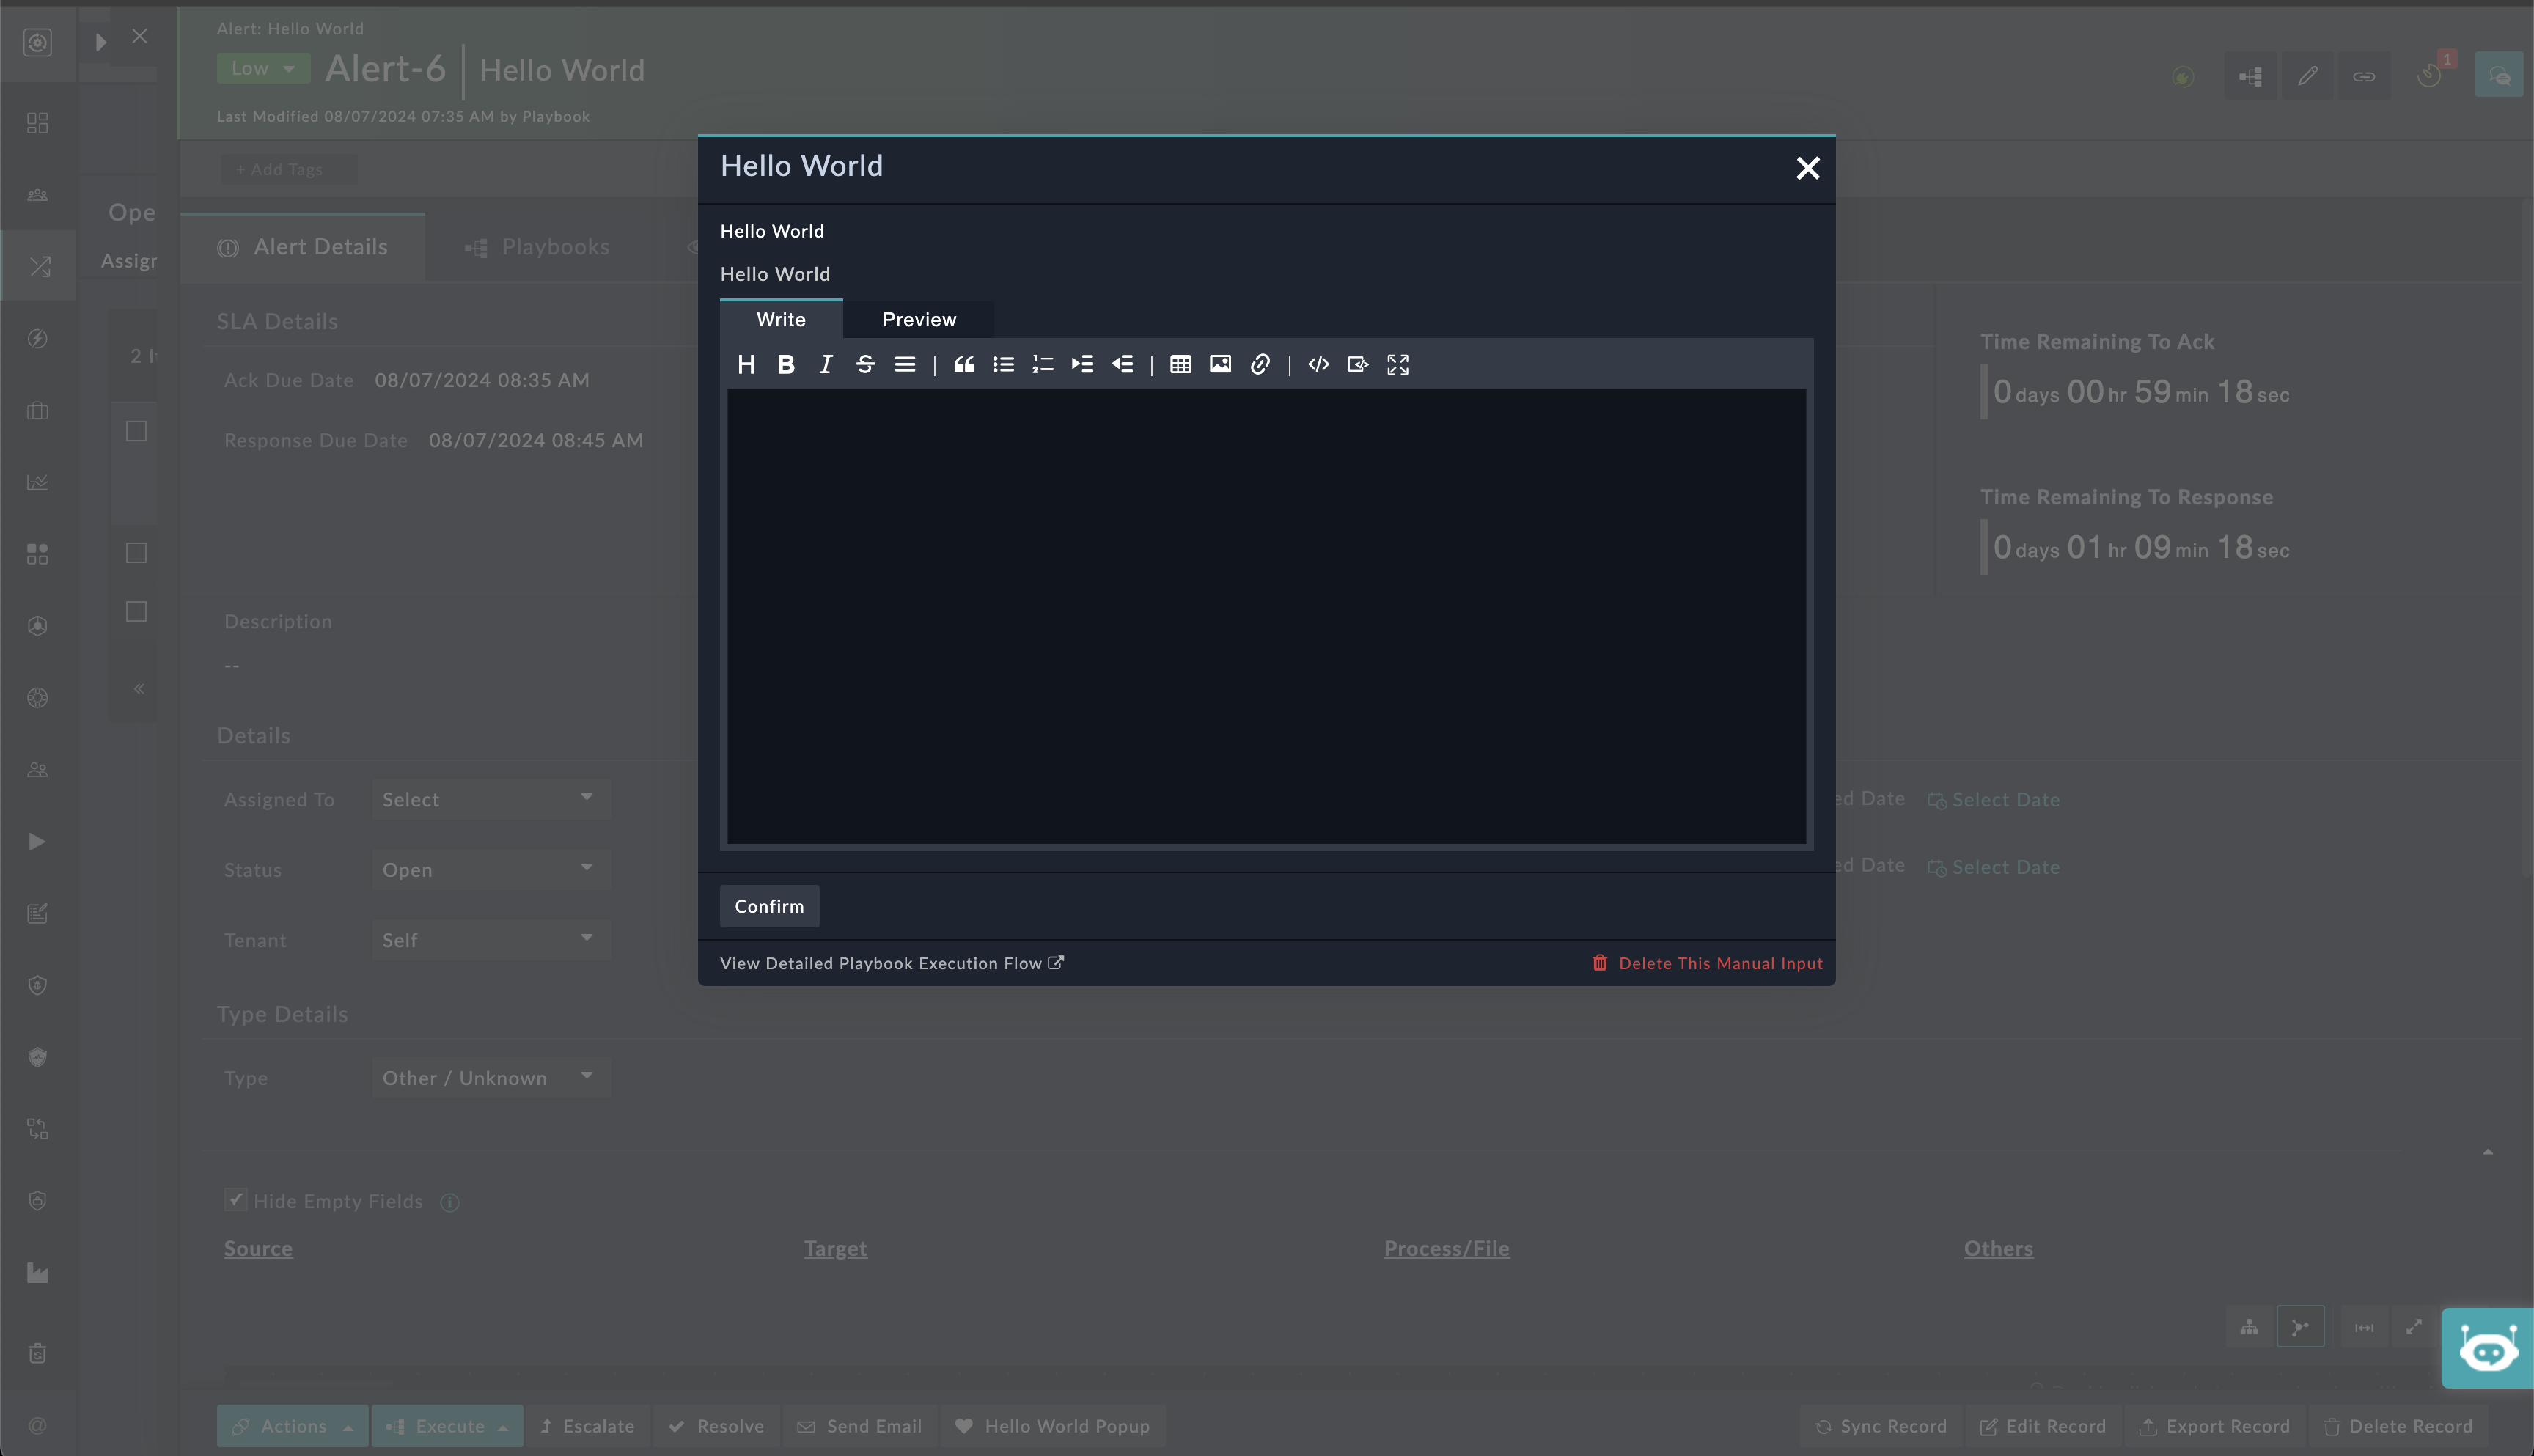 Alert: Hello World
Low Alert-6 Hello World
1
Last Modified 08/07/2024 07:35 AM by Playbook
+ Add Tags
Alert Details
Playbooks
SLA Details
Ack Due Date 08/07/2024 08:35 AM
Response Due Date 08/07/2024 08:45 AM
Description
--
Details
Assigned To Select
Status Open
Tenant Self
Type Details
Type Other / Unknown
Hello World
Hello World
Hello World
Write Preview
H B I S
Confirm
View Detailed Playbook Execution Flow
Delete This Manual Input
Time Remaining To Ack
0 days 00 hr 59 min 18 sec
Time Remaining To Response
0 days 01 hr 09 min 18 sec
Date Select Date
Date Select Date
Hide Empty Fields
Source Target Process/File Others
Actions Execute Escalate Resolve Send Email Hello World Popup Sync Record Edit Record Export Record Delete Record